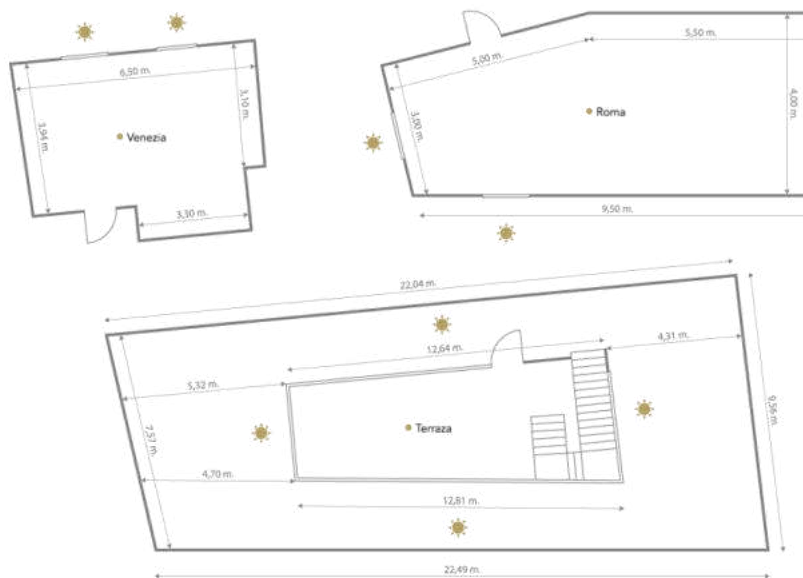 6,50 m.
3,10 m.
3,94 m.
Venezia
3,30 m.
5,50 m.
5,00 m.
3,00 m.
Roma
4,00 m.
9,50 m.
22,04 m.
12,64 m.
4,31 m.
5,32 m.
7,57 m.
Terraza
9,56 m.
4,70 m.
12,81 m.
22,49 m.